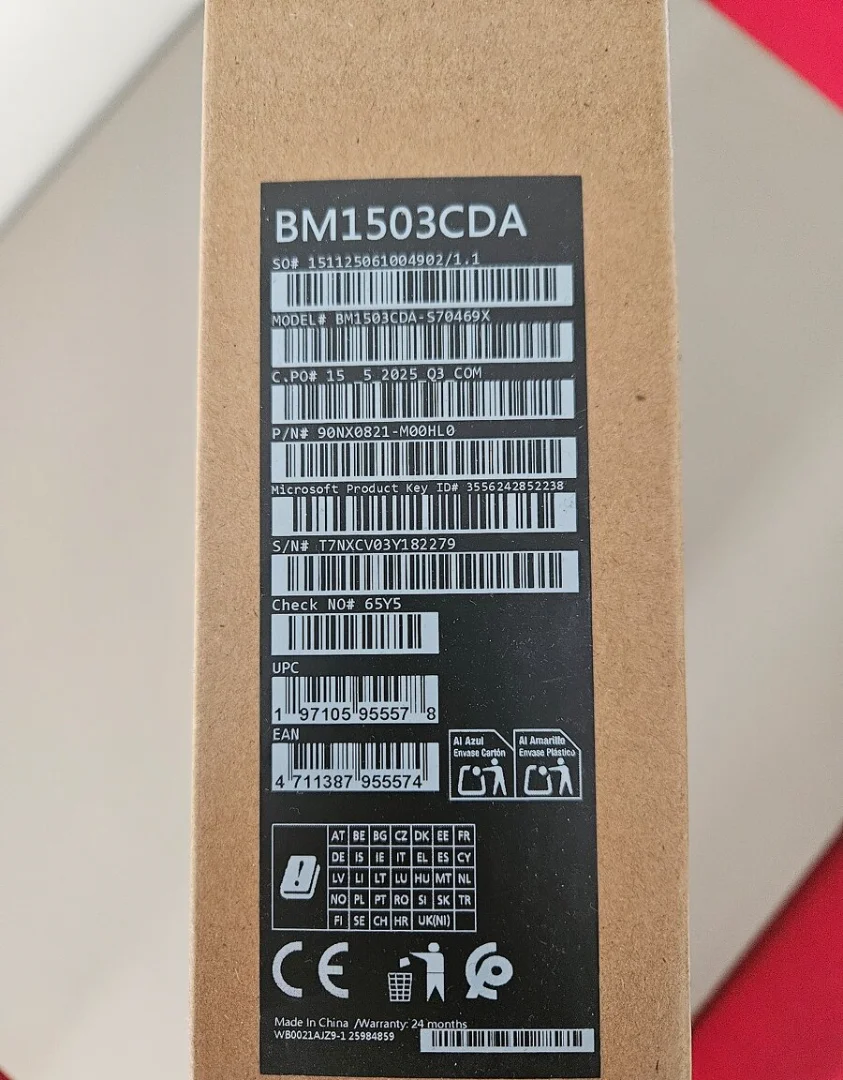 BM1503CDA
SO# 151125061004902/1.1
MODEL# BM1503CDA-S70469X
C.PO# 15 _5_2025_Q3_COM
P/N# 90NX0821-M00HL0
Microsoft Product Key ID# 3556242852238
S/N# T7NXCV03Y182279
Check NO# 65Y5
UPC
1 97105 95557 8
EAN
4 711387 955574
Al Azul
Envase Cartón
Al Amarillo
Envase Plástico
AT BE BG CZ DK EE FR
DE IS IE IT EL ES CY
LV LI LT LU HU MT NL
NO PL PT RO SI SK TR
FI SE CH HR UK(NI)
CE
Made In China /Warranty: 24 months
WB0021AJZ9-1 25984859